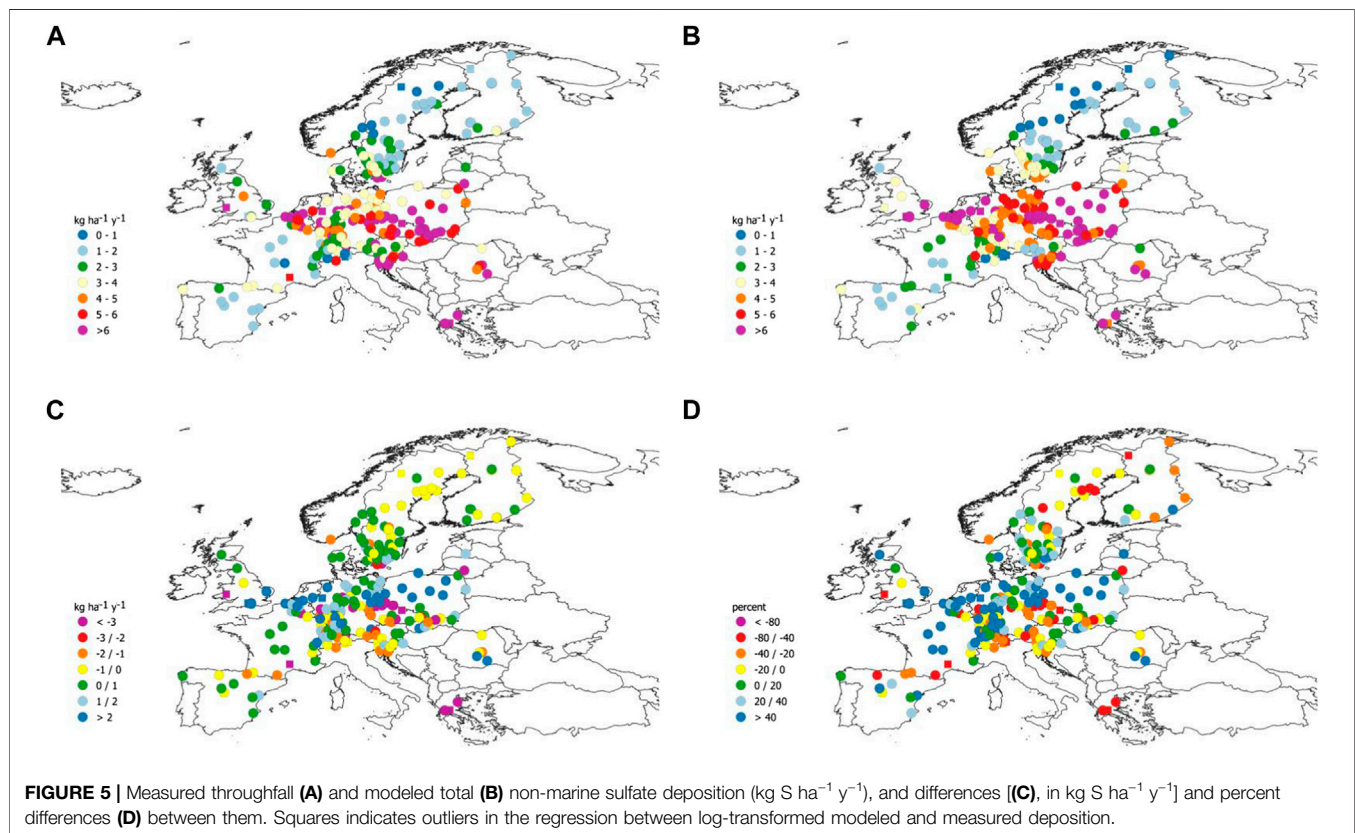 A
B
kg ha⁻¹ y⁻¹
0 - 1
1 - 2
2 - 3
3 - 4
4 - 5
5 - 6
>6
kg ha⁻¹ y⁻¹
0 - 1
1 - 2
2 - 3
3 - 4
4 - 5
5 - 6
>6
C
D
kg ha⁻¹ y⁻¹
< -3
-3 / -2
-2 / -1
-1 / 0
0 / 1
1 / 2
> 2
percent
< -80
-80 / -40
-40 / -20
-20 / 0
0 / 20
20 / 40
> 40
FIGURE 5 | Measured throughfall (A) and modeled total (B) non-marine sulfate deposition (kg S ha⁻¹ y⁻¹), and differences [(C), in kg S ha⁻¹ y⁻¹] and percent
differences (D) between them. Squares indicates outliers in the regression between log-transformed modeled and measured deposition.